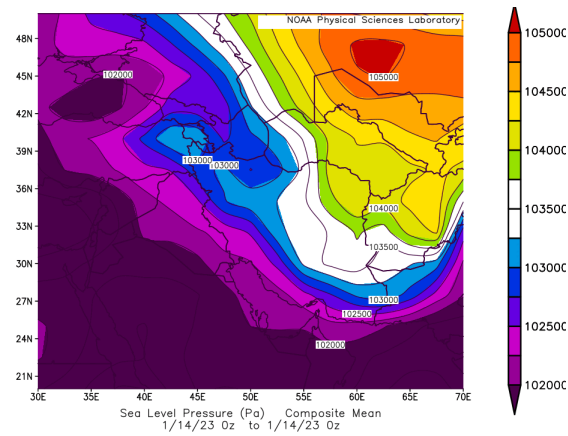 NOAA Physical Sciences Laboratory
48N
45N
42N
39N
36N
33N
30N
27N
24N
21N
102000
105000
103000
103000
104000
103500
103000
102500
102000
30E 35E 40E 45E 50E 55E 60E 65E 70E
105000
104500
104000
103500
103000
102500
102000
Sea Level Pressure (Pa) Composite Mean
1/14/23 0z to 1/14/23 0z